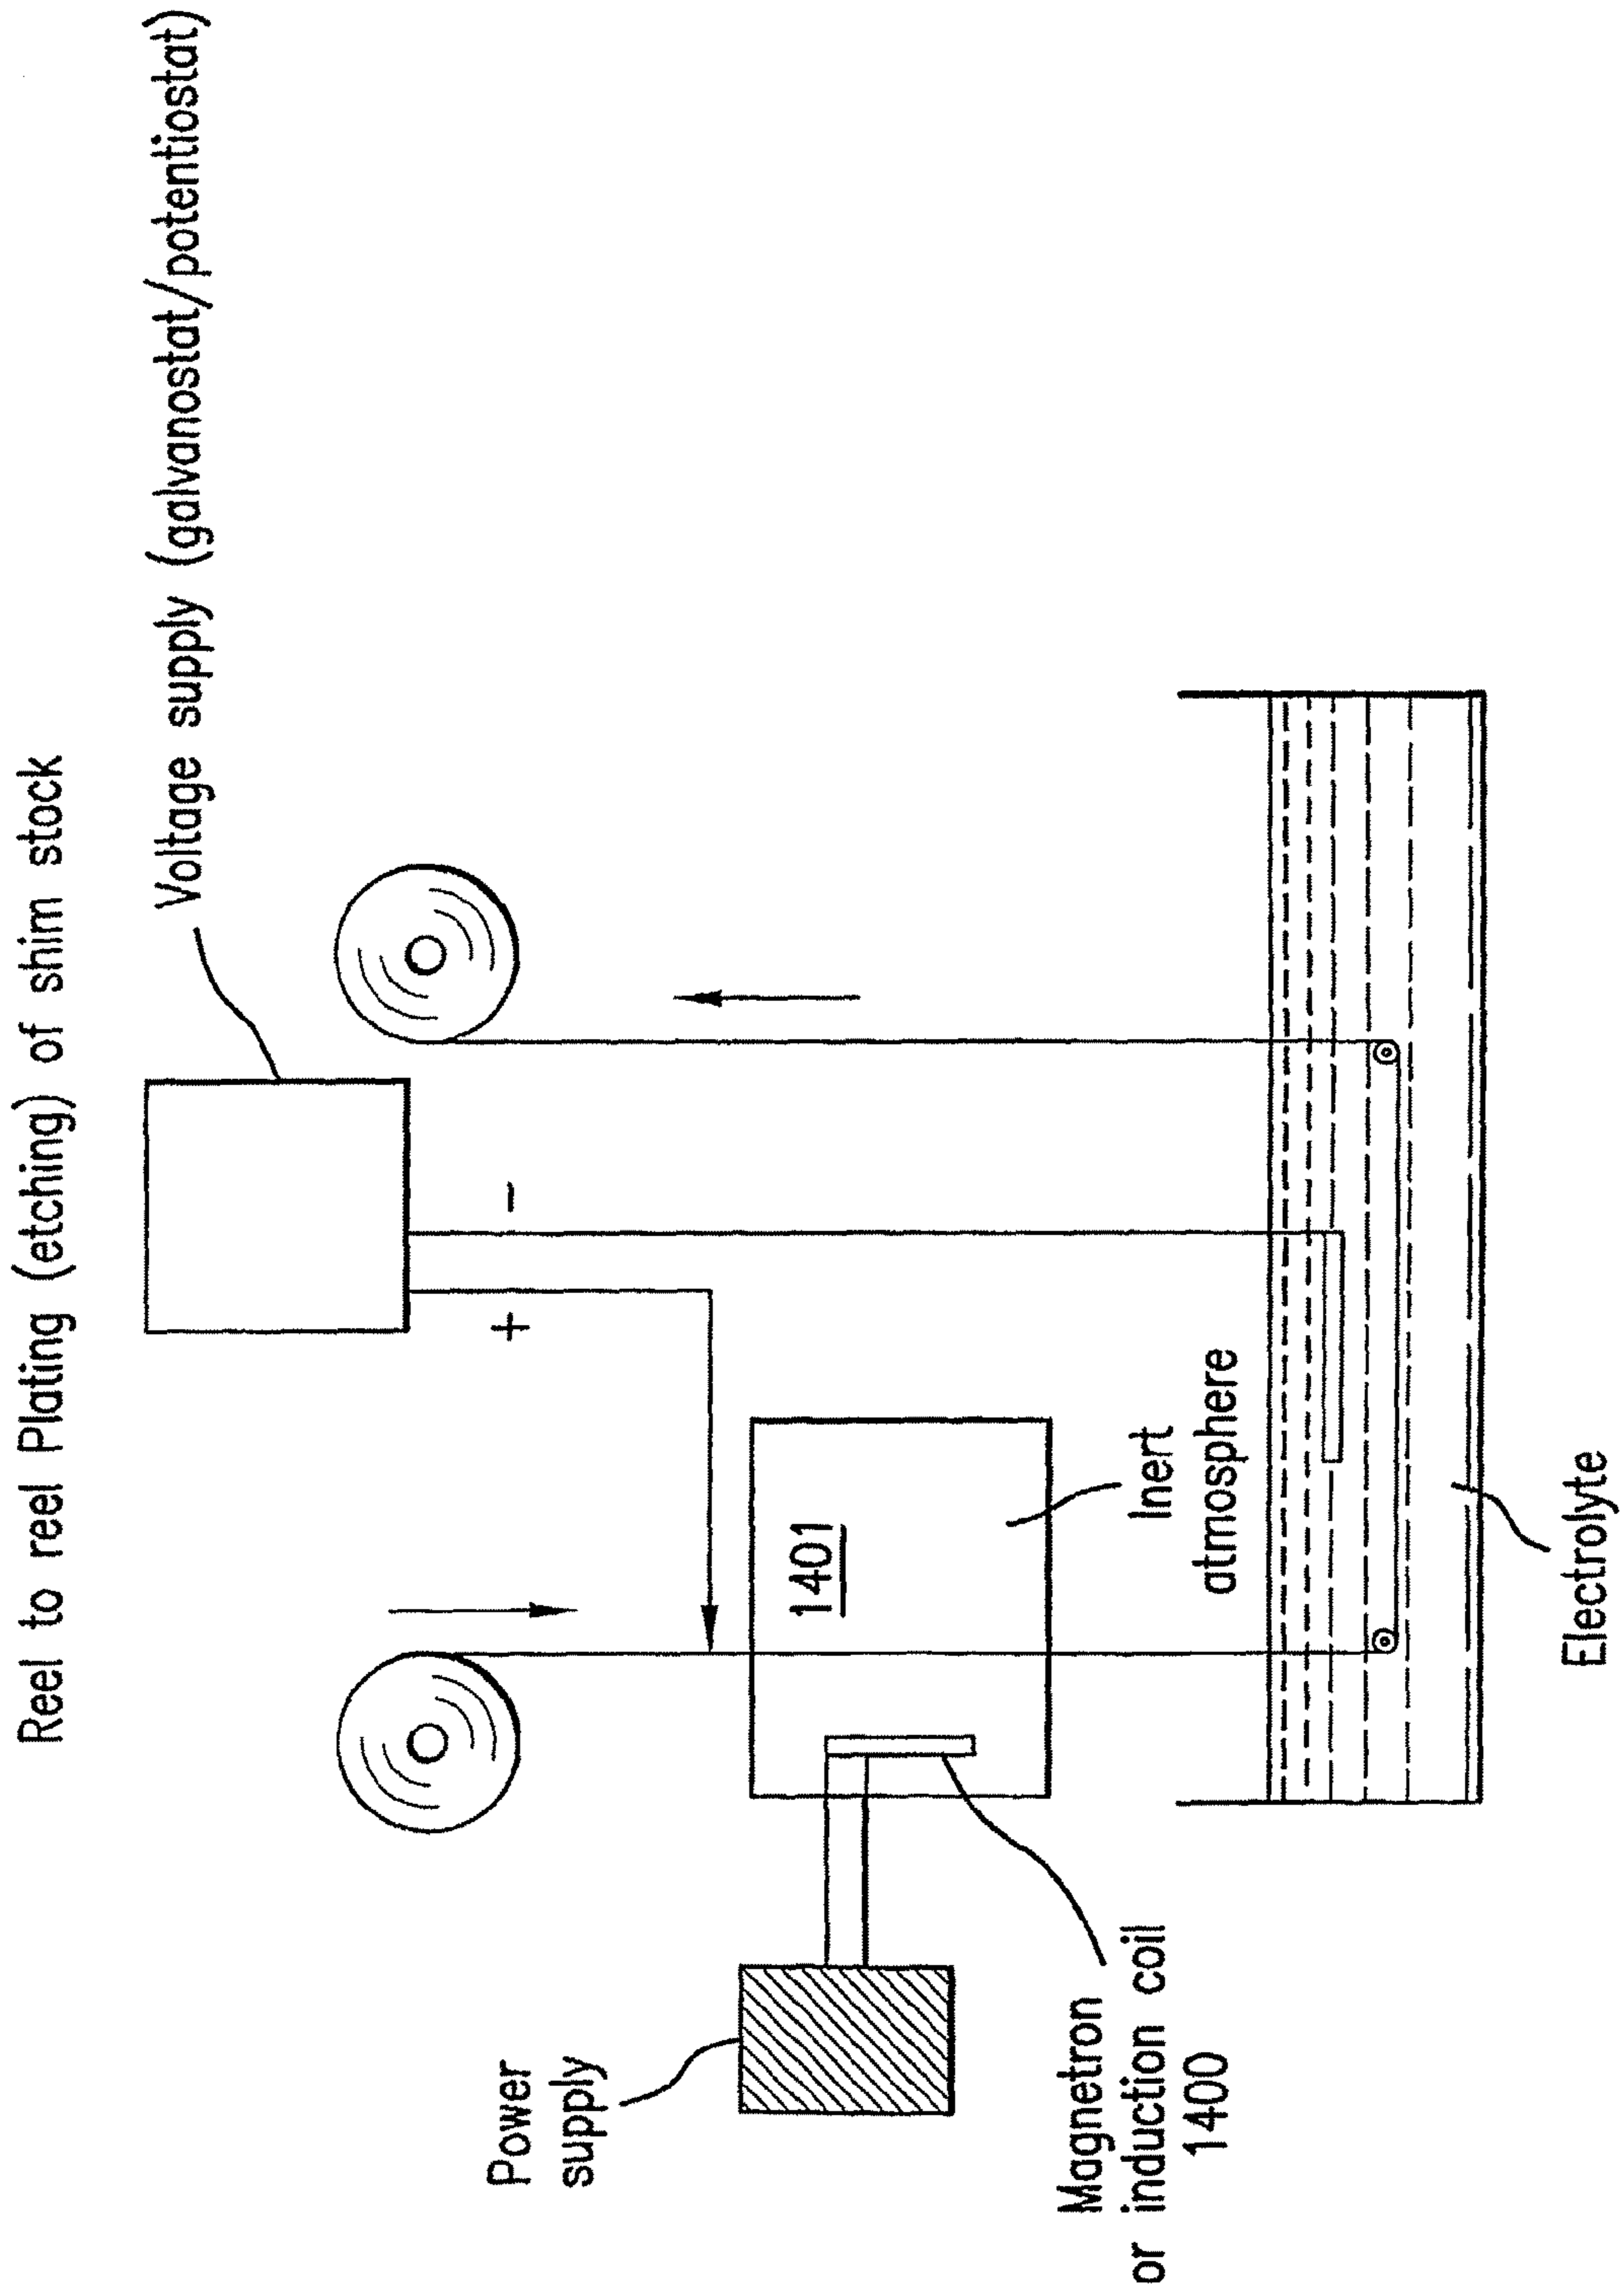 Reel to reel Plating (etching) of shim stock
Voltage supply (galvanostat/potentiostat)
+ −
Power
supply
1401
Inert
atmosphere
Magnetron
or induction coil
1400
Electrolyte